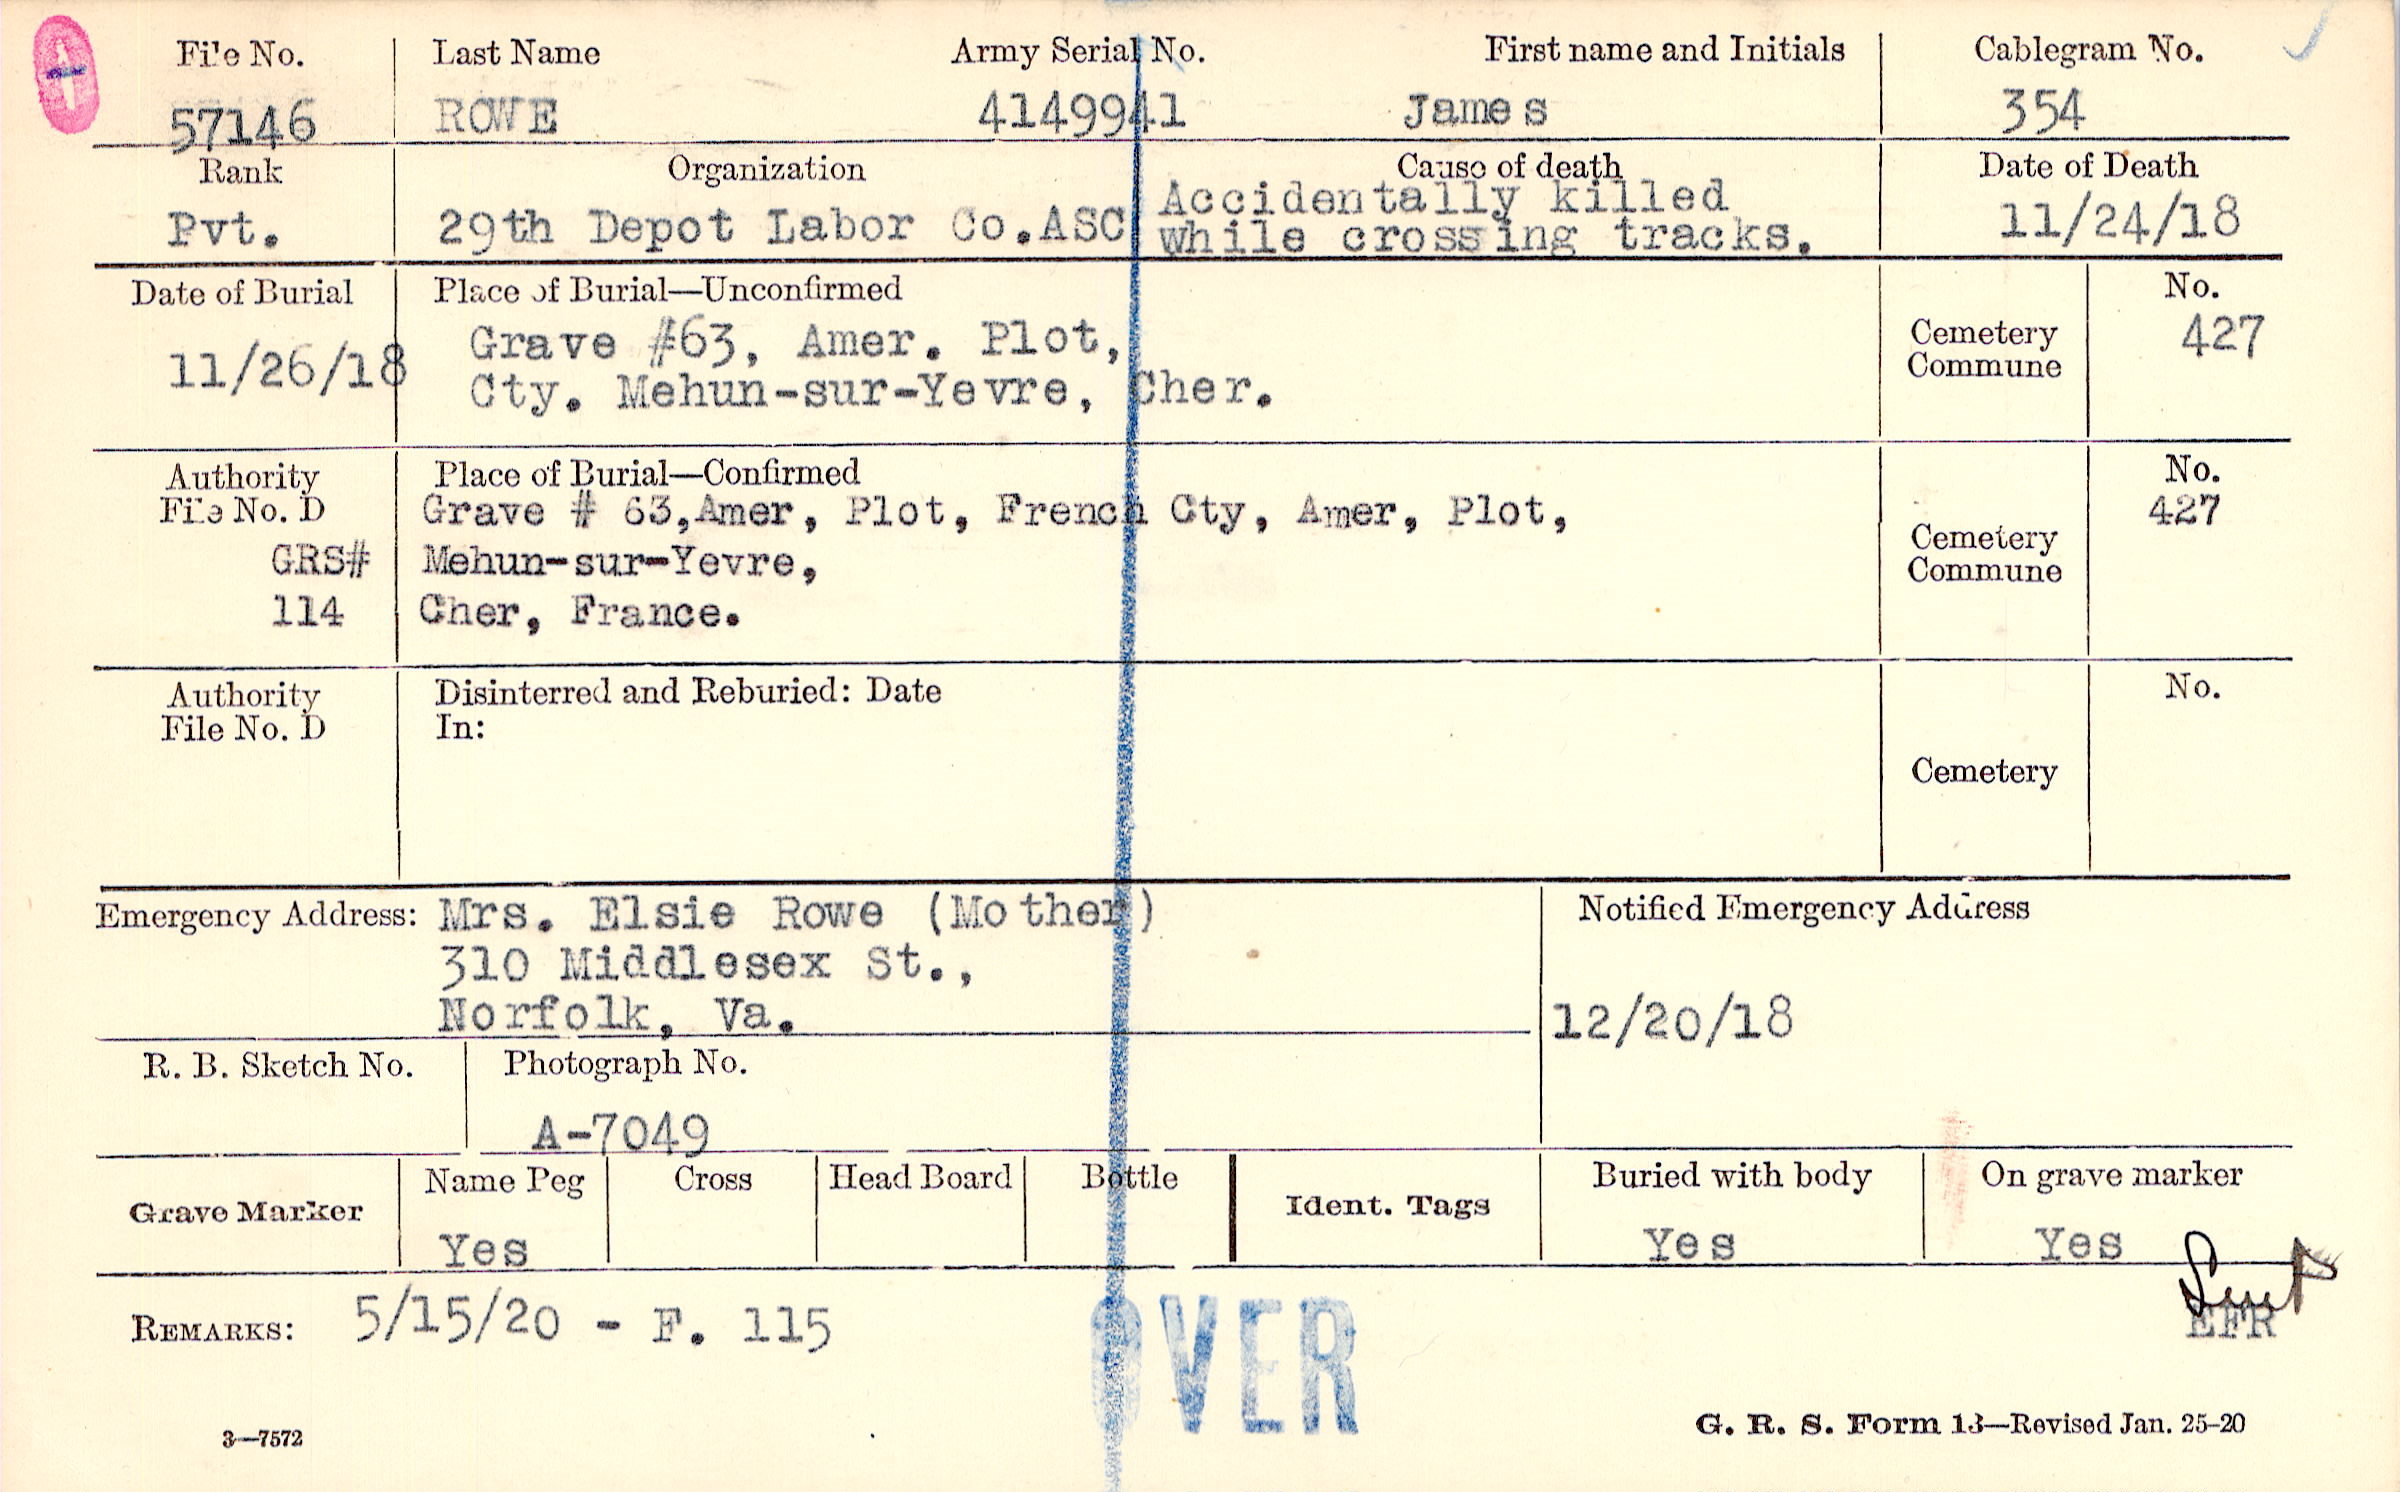 File No. Last Name Army Serial No. First name and Initials Cablegram No.
57146 ROWE 4149941 James 354
Rank Organization Cause of death Date of Death
Pvt. 29th Depot Labor Co.ASC Accidentally killed while crossing tracks. 11/24/18
Date of Burial Place of Burial—Unconfirmed No.
11/26/18 Grave #63, Amer. Plot, Cemetery Commune 427
Cty. Mehun-sur-Yevre, Cher.
Authority Place of Burial—Confirmed No.
File No. D Grave # 63,Amer, Plot, French Cty, Amer, Plot, 427
GRS# Mehun-sur-Yevre, Cemetery Commune
114 Cher, France.
Authority Disinterred and Reburied: Date No.
File No. D In:
Cemetery
Emergency Address: Mrs. Elsie Rowe (Mother) Notified Emergency Address
310 Middlesex St.,
Norfolk, Va. 12/20/18
R. B. Sketch No. Photograph No.
A-7049
Grave Marker Name Peg Cross Head Board Bottle Ident. Tags Buried with body On grave marker
Yes Yes Yes
REMARKS: 5/15/20 - F. 115 EFR
OVER
3—7572 G. R. S. Form 13—Revised Jan. 25-20